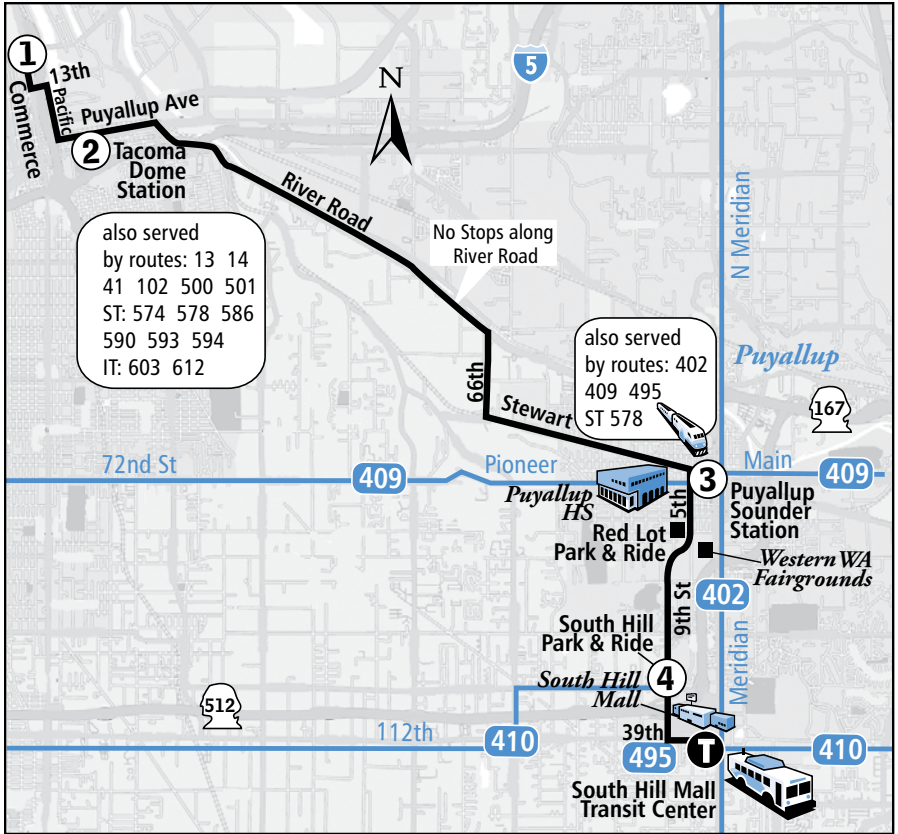 1
13th
Commerce
Pacific
Puyallup Ave
2
Tacoma
Dome
Station
5
N
River Road
No Stops along
River Road
N Meridian
also served
by routes: 13 14
41 102 500 501
ST: 574 578 586
590 593 594
IT: 603 612
also served
by routes: 402
409 495
ST 578
Puyallup
167
66th
Stewart
72nd St
409
Pioneer
3
Main
409
Puyallup
HS
5th
Puyallup
Sounder
Station
Red Lot
Park & Ride
Western WA
Fairgrounds
402
9th St
South Hill
Park & Ride
4
Meridian
South Hill
Mall
512
112th
410
39th
495
T
410
South Hill Mall
Transit Center